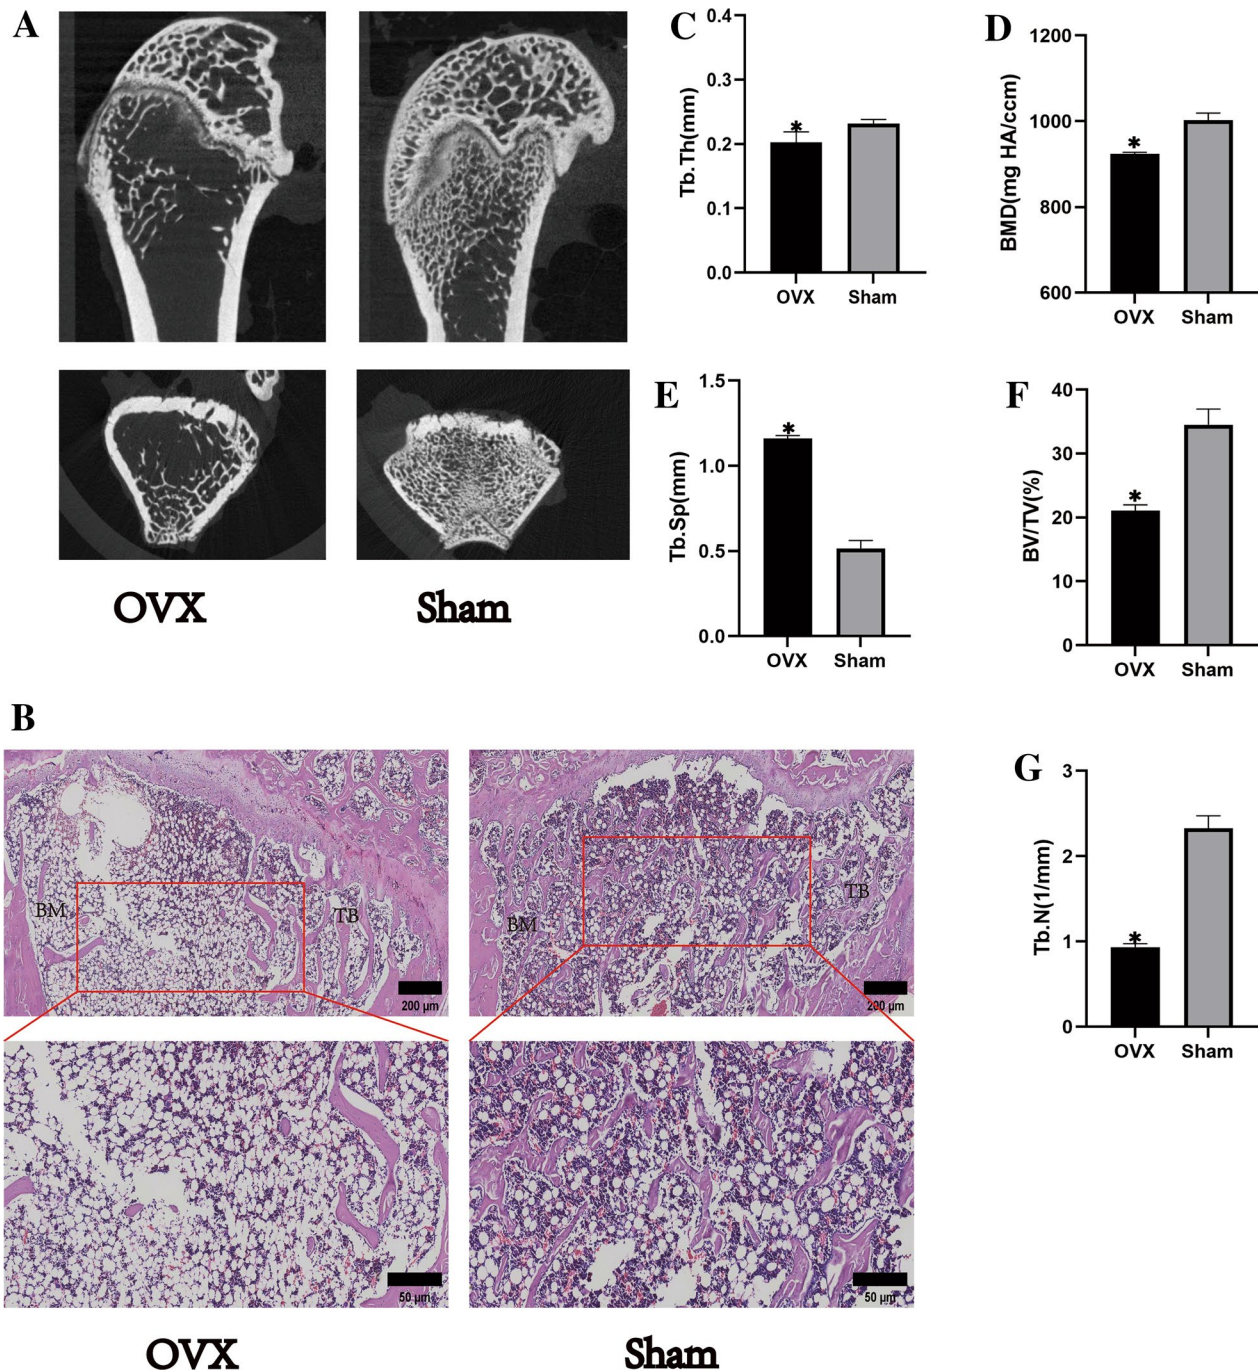 A
OVX
Sham
C
Tb.Th(mm)
0.4
0.3
0.2
0.1
0.0
*
OVX
Sham
D
BMD(mg HA/ccm)
1200
1000
800
600
*
OVX
Sham
E
Tb.Sp(mm)
1.5
1.0
0.5
0.0
*
OVX
Sham
F
BV/TV(%)
40
30
20
10
0
*
OVX
Sham
B
BM
TB
200 μm
BM
TB
200 μm
50 μm
50 μm
OVX
Sham
G
Tb.N(1/mm)
3
2
1
0
*
OVX
Sham